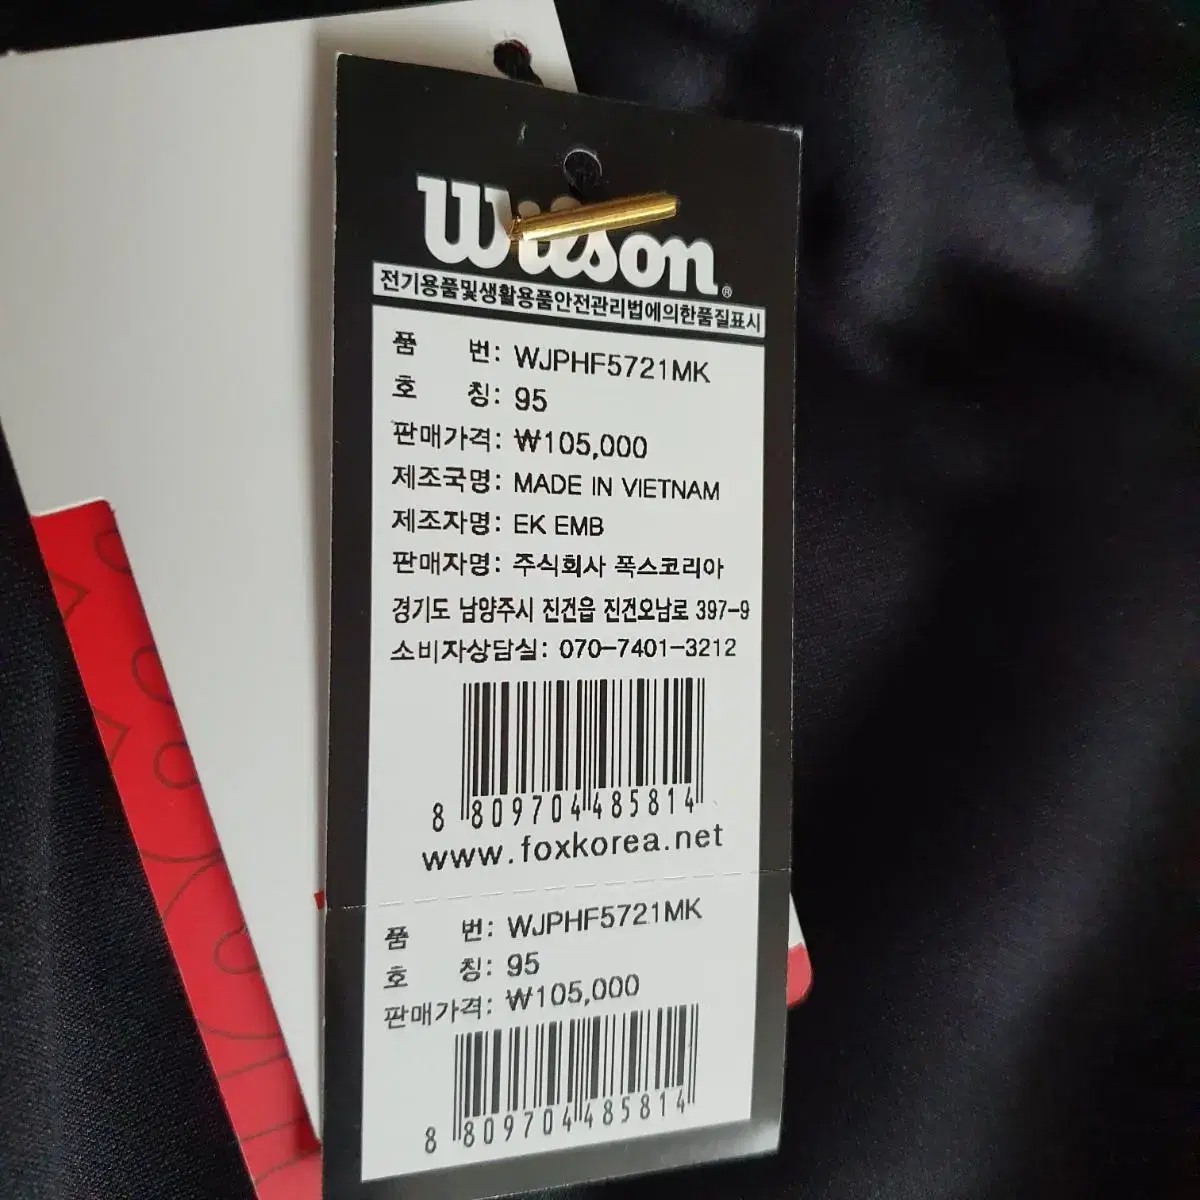 Wilson®
전기용품및생활용품안전관리법에의한품질표시
품 번: WJPHF5721MK
호 칭: 95
판매가격: ₩105,000
제조국명: MADE IN VIETNAM
제조자명: EK EMB
판매자명: 주식회사 폭스코리아
경기도 남양주시 진건읍 진건오남로 397-9
소비자상담실: 070-7401-3212
8 809704 485814
www.foxkorea.net
품 번: WJPHF5721MK
호 칭: 95
판매가격: ₩105,000
8 809704 485814